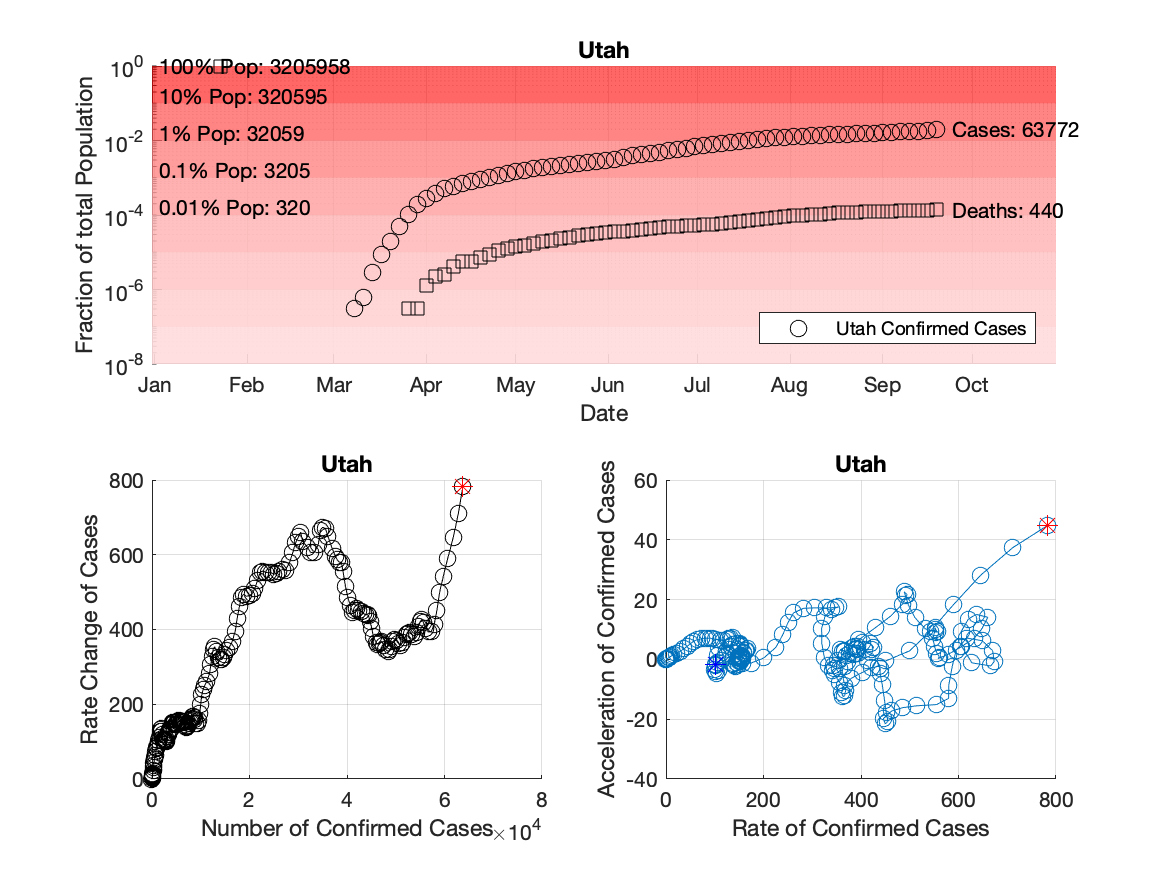 Utah
Fraction of total Population
10^0
10^-2
10^-4
10^-6
10^-8
100% Pop: 3205958
10% Pop: 320595
1% Pop: 32059
0.1% Pop: 3205
0.01% Pop: 320
Cases: 63772
Deaths: 440
Utah Confirmed Cases
Jan Feb Mar Apr May Jun Jul Aug Sep Oct
Date
Utah
Rate Change of Cases
800
600
400
200
0
0 2 4 6 8
Number of Confirmed Cases ×10^4
Utah
Acceleration of Confirmed Cases
60
40
20
0
-20
-40
0 200 400 600 800
Rate of Confirmed Cases